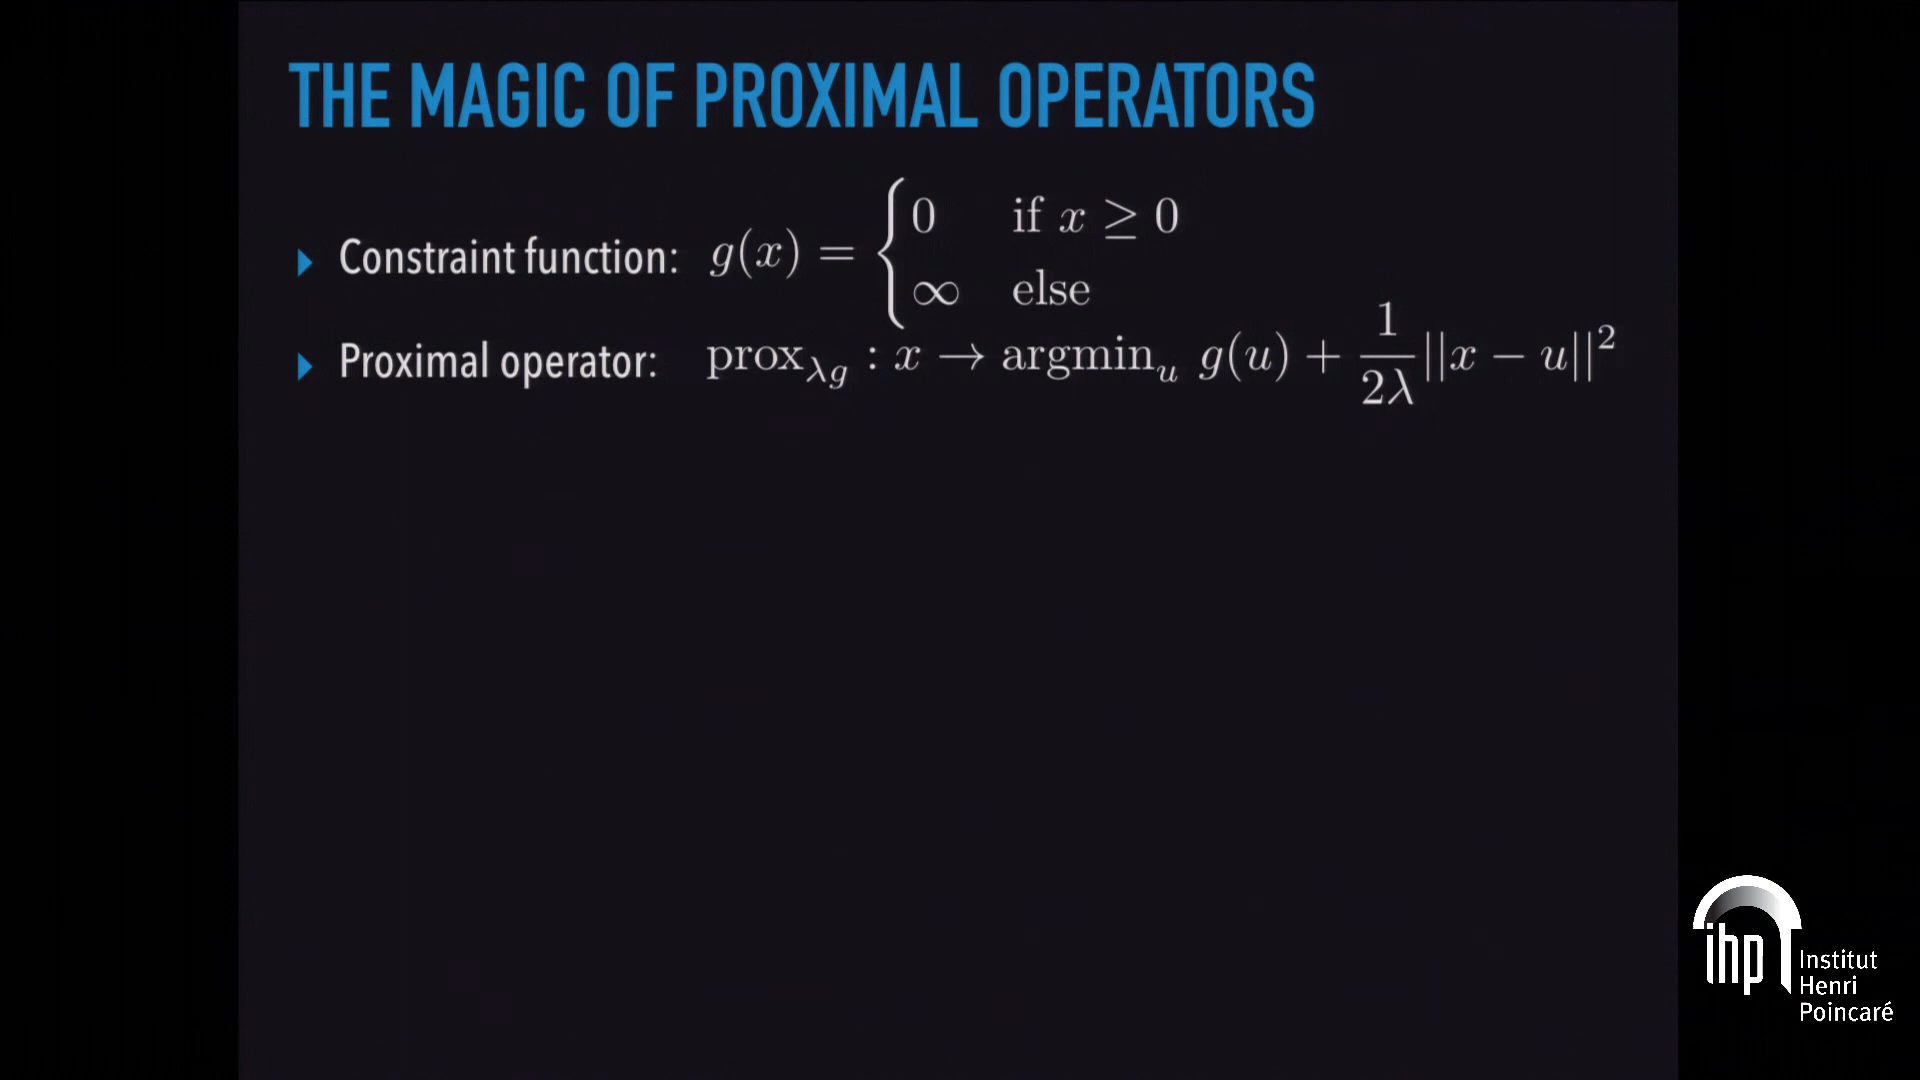 THE MAGIC OF PROXIMAL OPERATORS
Constraint function: g(x) = { 0 if x ≥ 0
∞ else
Proximal operator: prox_{λg} : x → argmin_u g(u) + \frac{1}{2λ} ||x − u||^2
ihp Institut
Henri
Poincaré